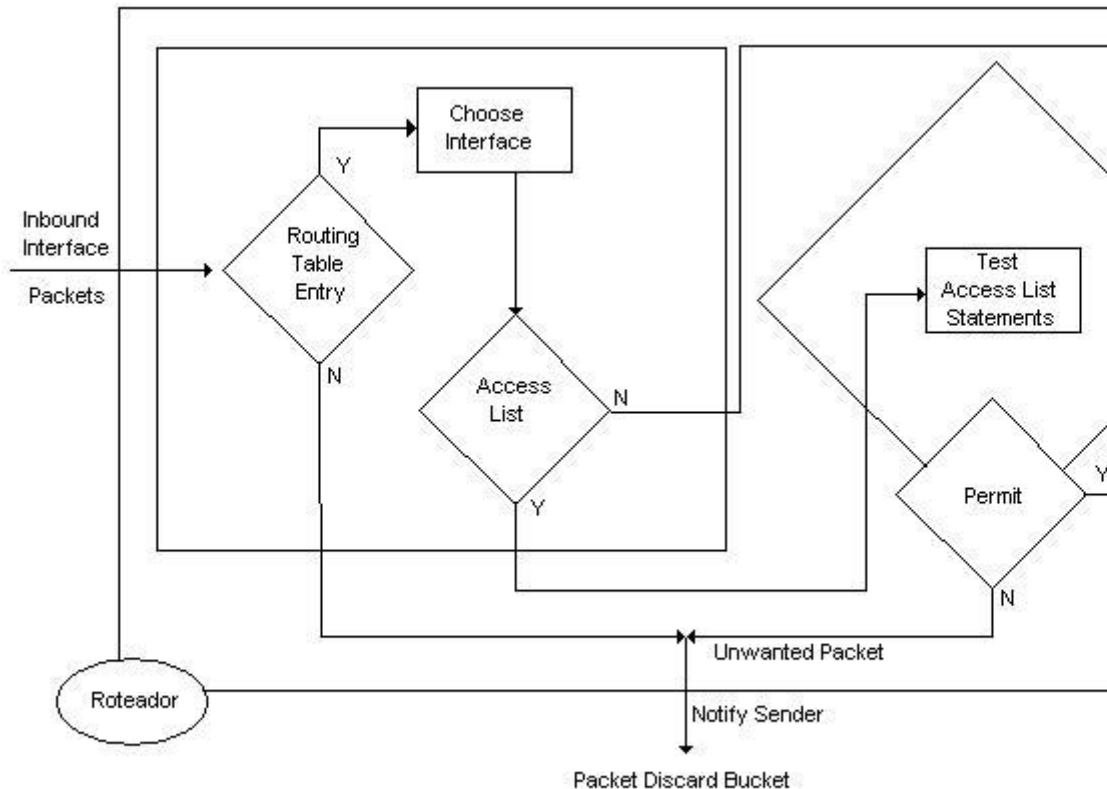 Choose
Interface
Y
Inbound
Interface
Packets
Routing
Table
Entry
N
Access
List
N
Y
Test
Access List
Statements
Permit
Y
N
Unwanted Packet
Roteador
Notify Sender
Packet Discard Bucket